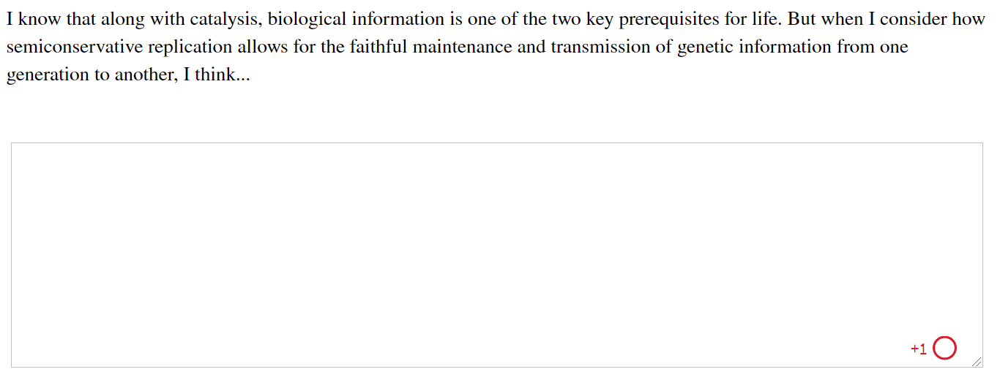 I know that along with catalysis, biological information is one of the two key prerequisites for life. But when I consider how
semiconservative replication allows for the faithful maintenance and transmission of genetic information from one
generation to another, I think...
+1